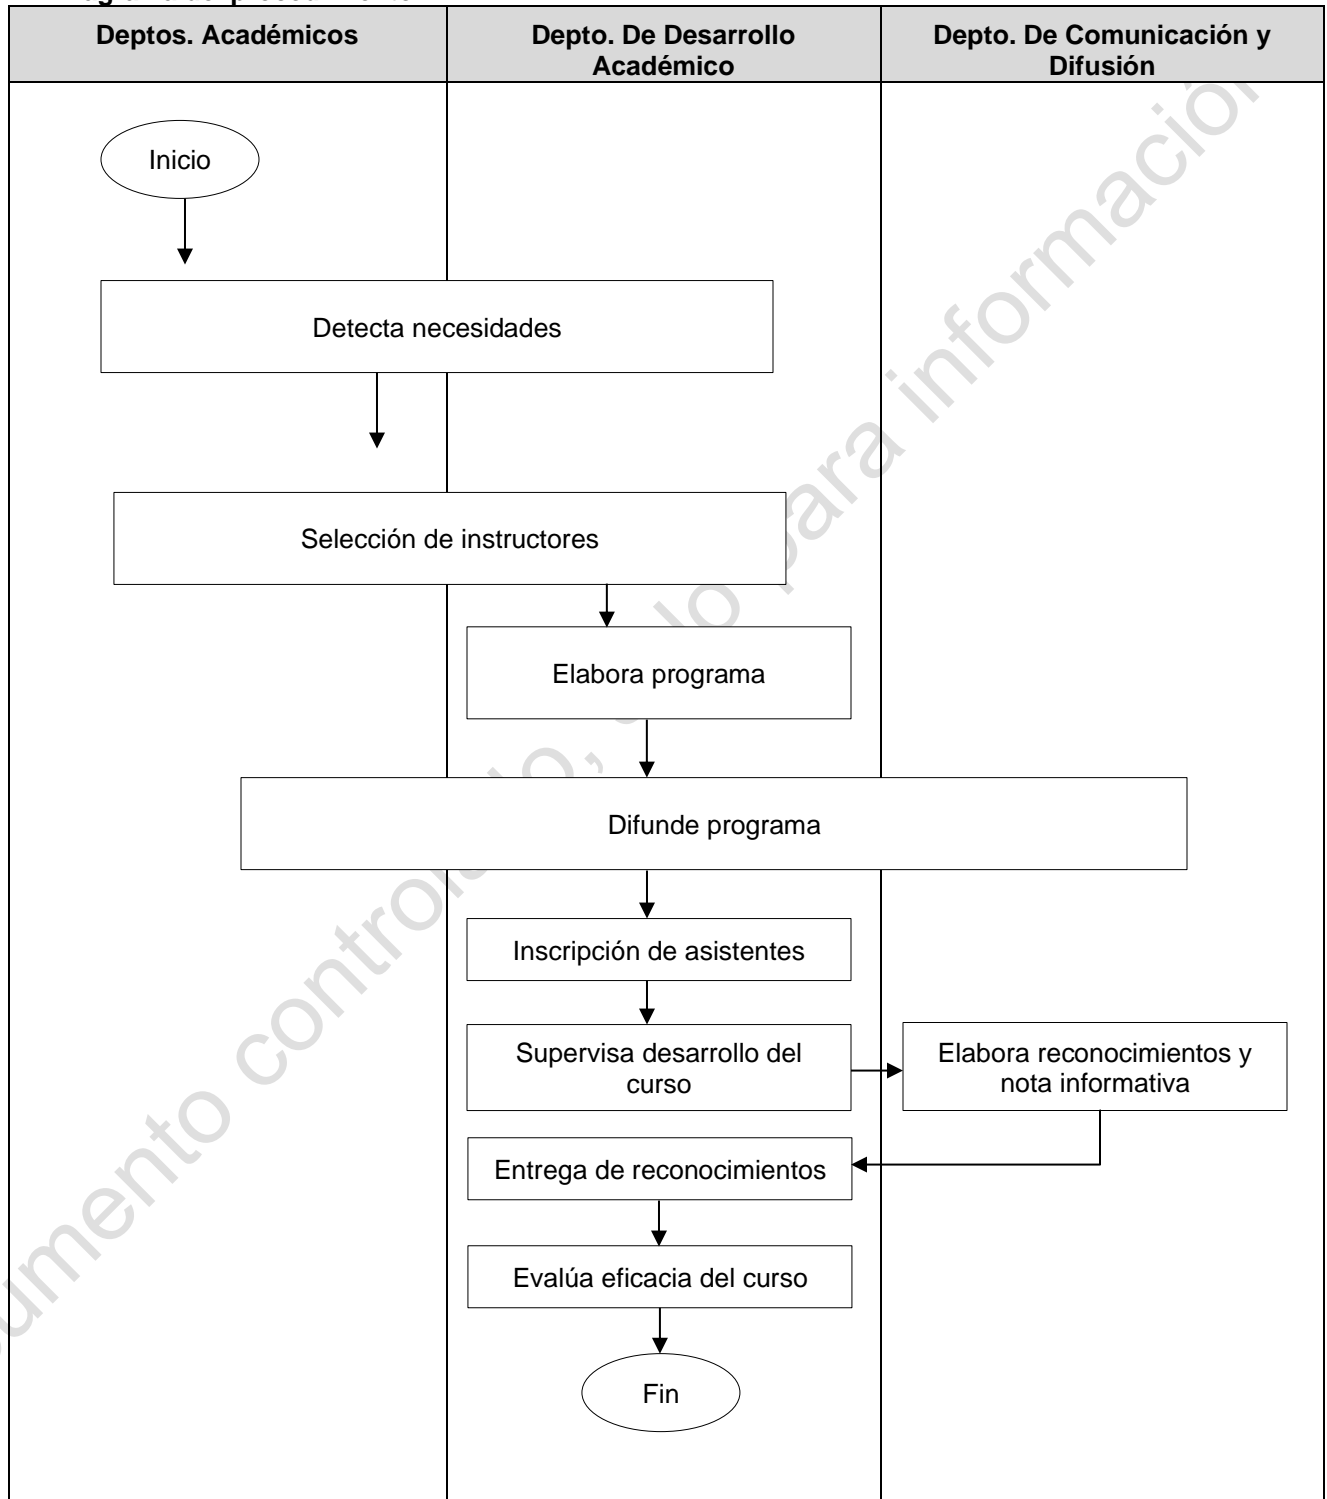 Deptos. Académicos
Depto. De Desarrollo
Académico
Depto. De Comunicación y
Difusión
Inicio
Detecta necesidades
Selección de instructores
Elabora programa
Difunde programa
Inscripción de asistentes
Supervisa desarrollo del
curso
Elabora reconocimientos y
nota informativa
Entrega de reconocimientos
Evalúa eficacia del curso
Fin
para información